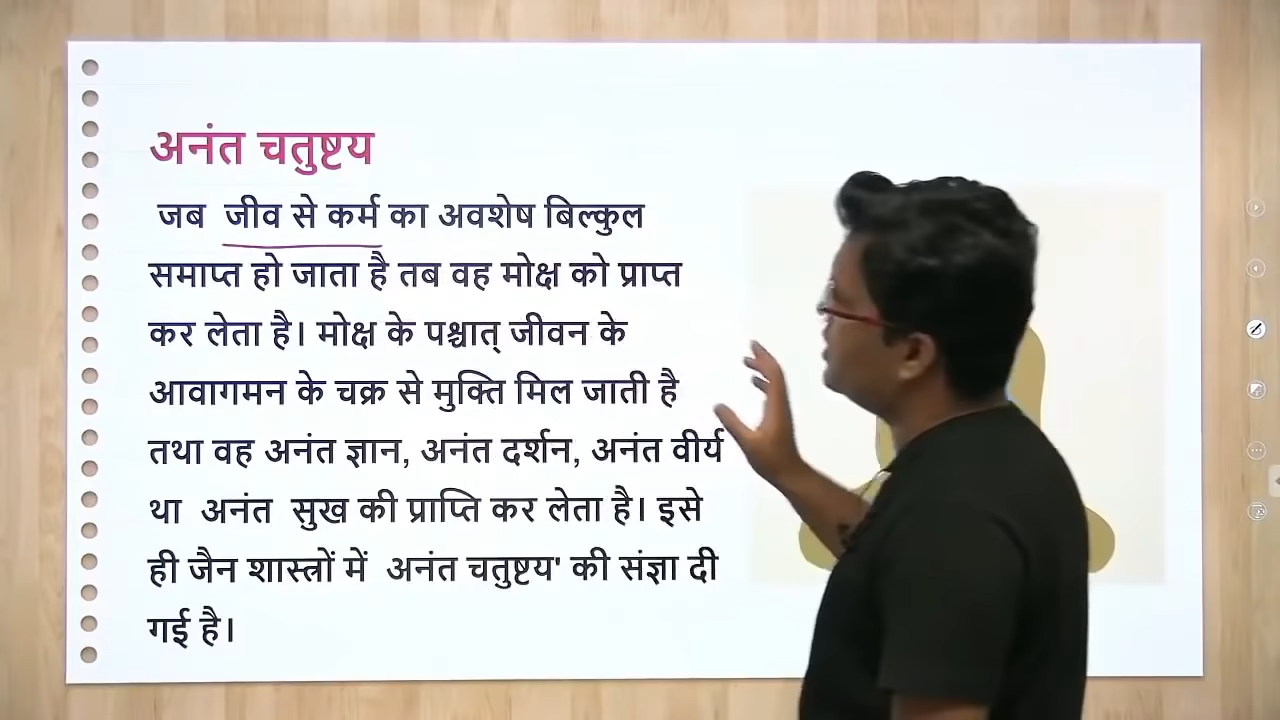 अनंत चतुष्टय
जब जीव से कर्म का अवशेष बिल्कुल
समाप्त हो जाता है तब वह मोक्ष को प्राप्त
कर लेता है। मोक्ष के पश्चात् जीवन के
आवागमन के चक्र से मुक्ति मिल जाती है
तथा वह अनंत ज्ञान, अनंत दर्शन, अनंत वीर्य
था अनंत सुख की प्राप्ति कर लेता है। इसे
ही जैन शास्त्रों में अनंत चतुष्टय' की संज्ञा दी
गई है।